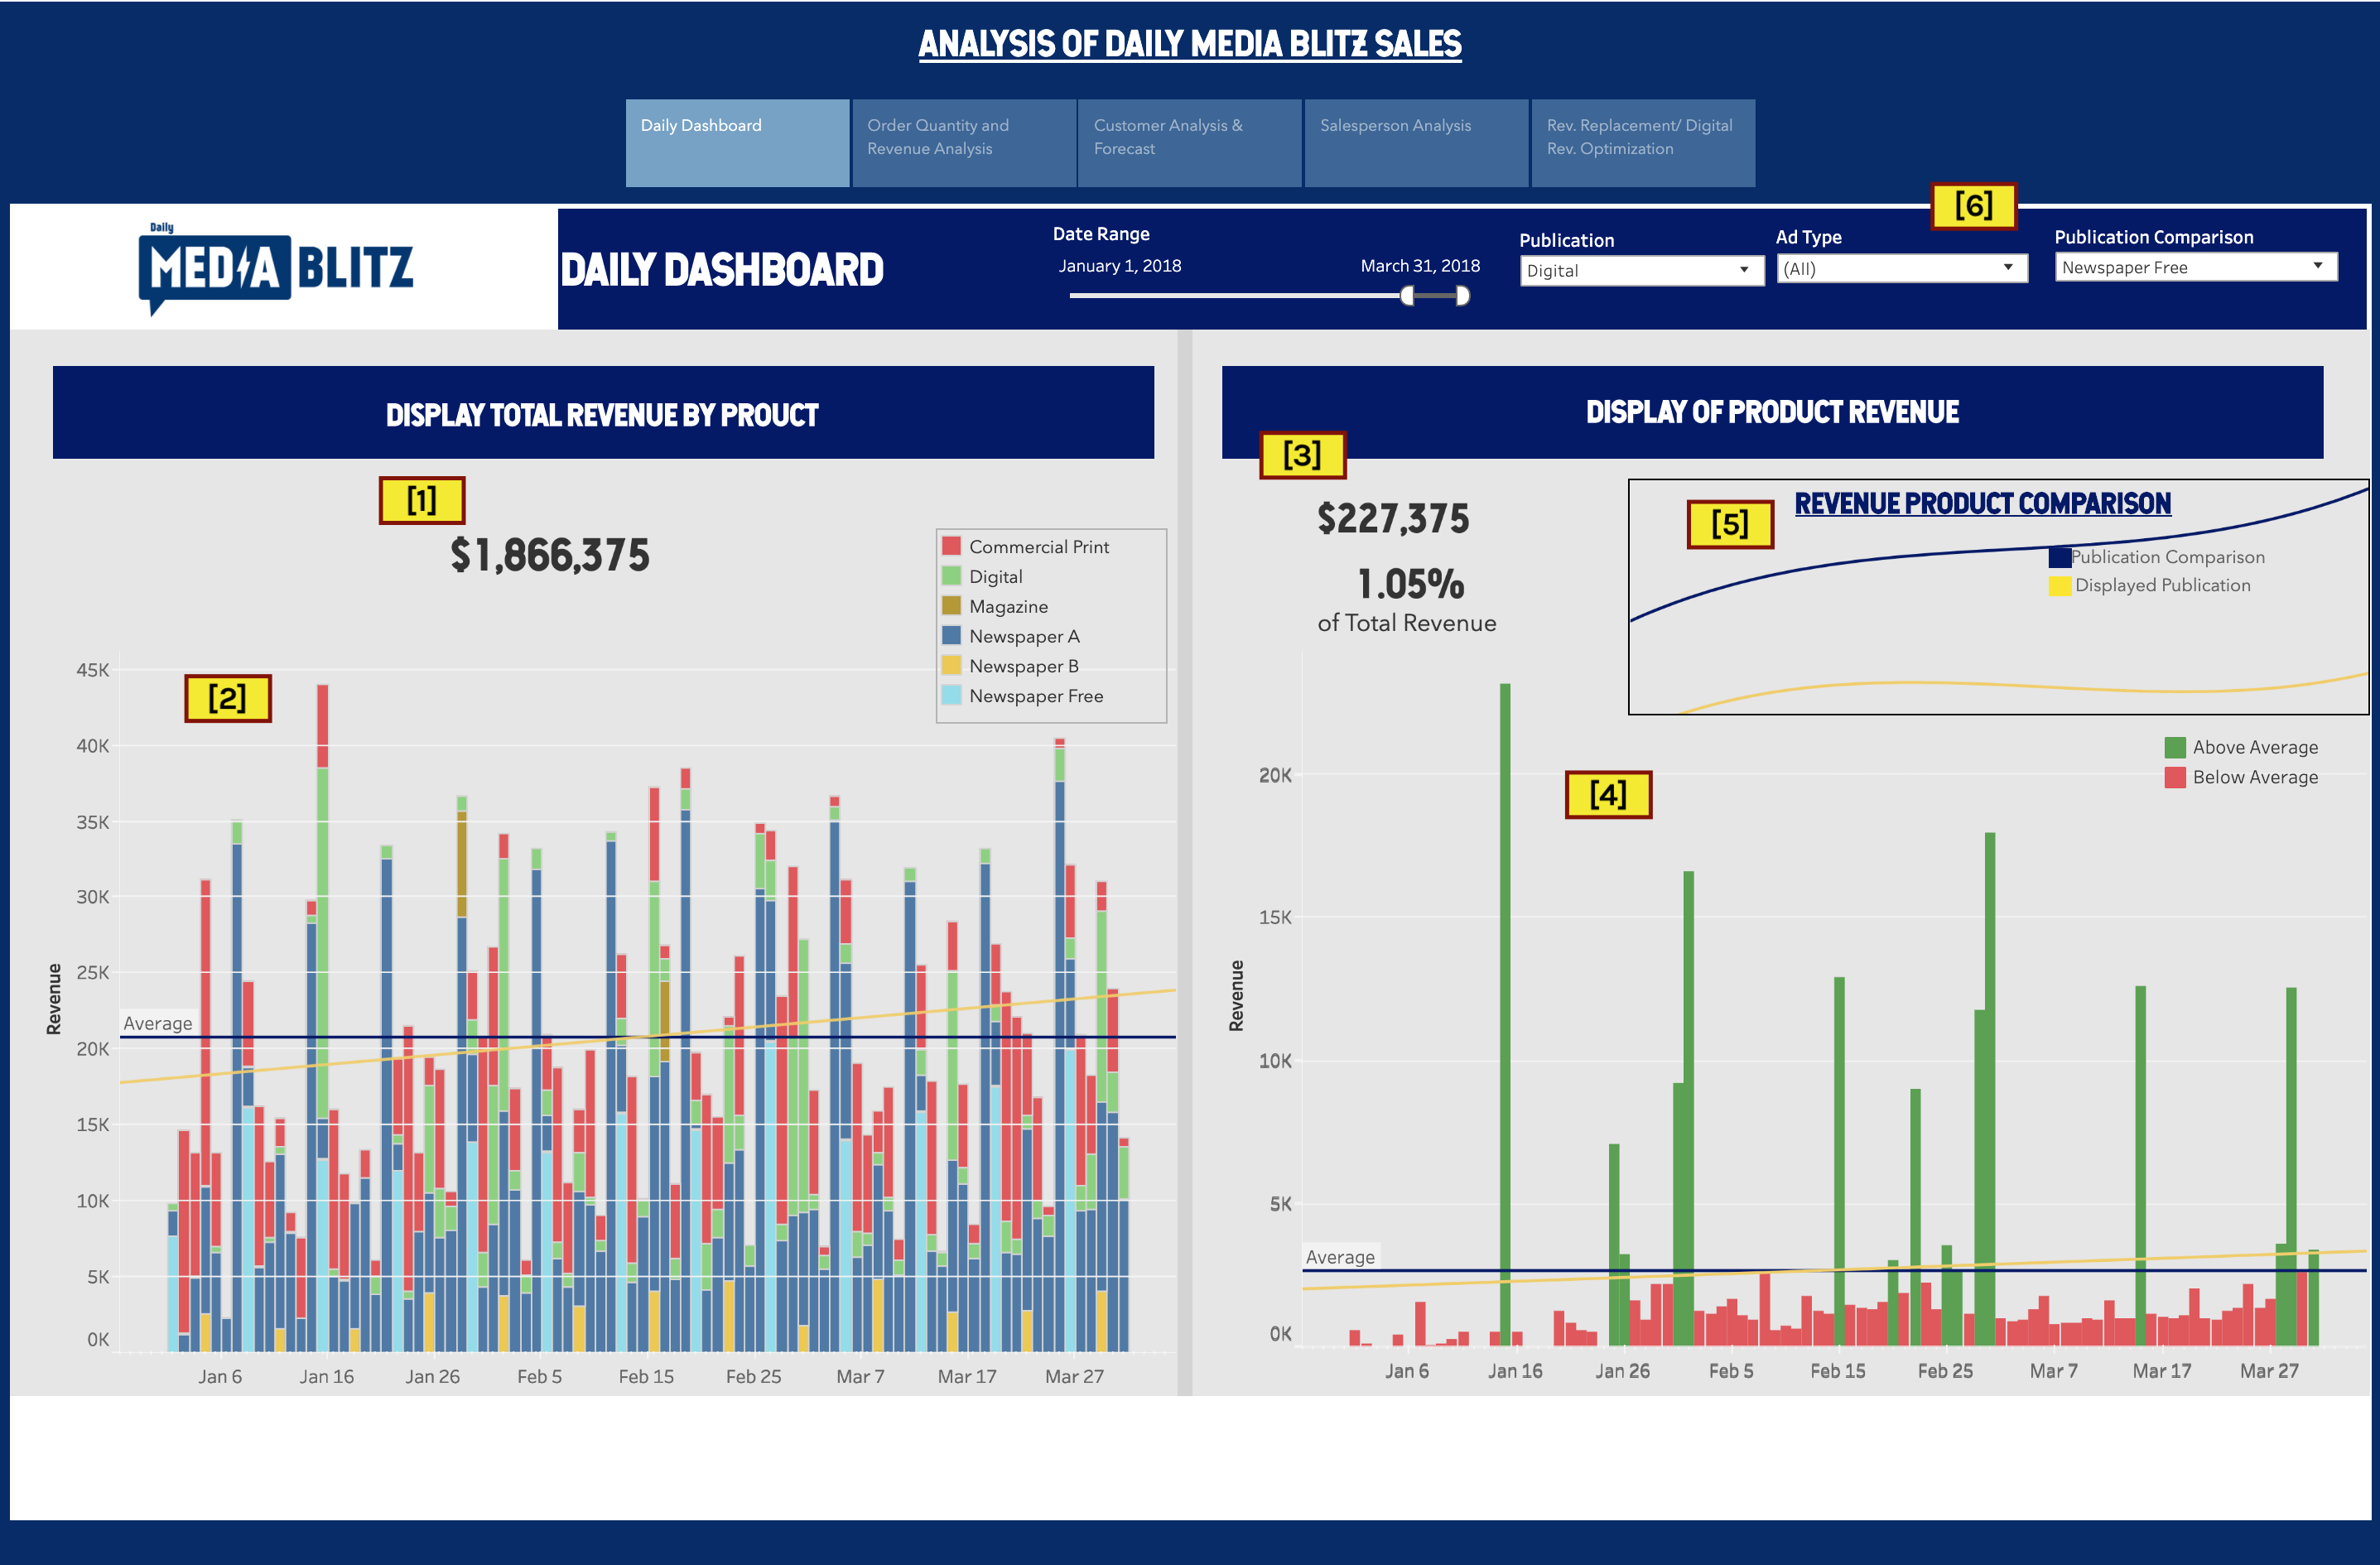 ANALYSIS OF DAILY MEDIA BLITZ SALES
Daily Dashboard
Order Quantity and
Revenue Analysis
Customer Analysis &
Forecast
Salesperson Analysis
Rev. Replacement/ Digital
Rev. Optimization
[6]
Daily
MEDIA BLITZ
DAILY DASHBOARD
Date Range
January 1, 2018
March 31, 2018
Publication
Digital
Ad Type
(All)
Publication Comparison
Newspaper Free
DISPLAY TOTAL REVENUE BY PROUCT
[1]
$1,866,375
Commercial Print
Digital
Magazine
Newspaper A
Newspaper B
Newspaper Free
[2]
45K
40K
35K
30K
25K
20K
15K
10K
5K
0K
Revenue
Average
Jan 6
Jan 16
Jan 26
Feb 5
Feb 15
Feb 25
Mar 7
Mar 17
Mar 27
DISPLAY OF PRODUCT REVENUE
[3]
$227,375
1.05%
of Total Revenue
[5]
REVENUE PRODUCT COMPARISON
Publication Comparison
Displayed Publication
Above Average
Below Average
[4]
20K
15K
10K
5K
0K
Revenue
Average
Jan 6
Jan 16
Jan 26
Feb 5
Feb 15
Feb 25
Mar 7
Mar 17
Mar 27